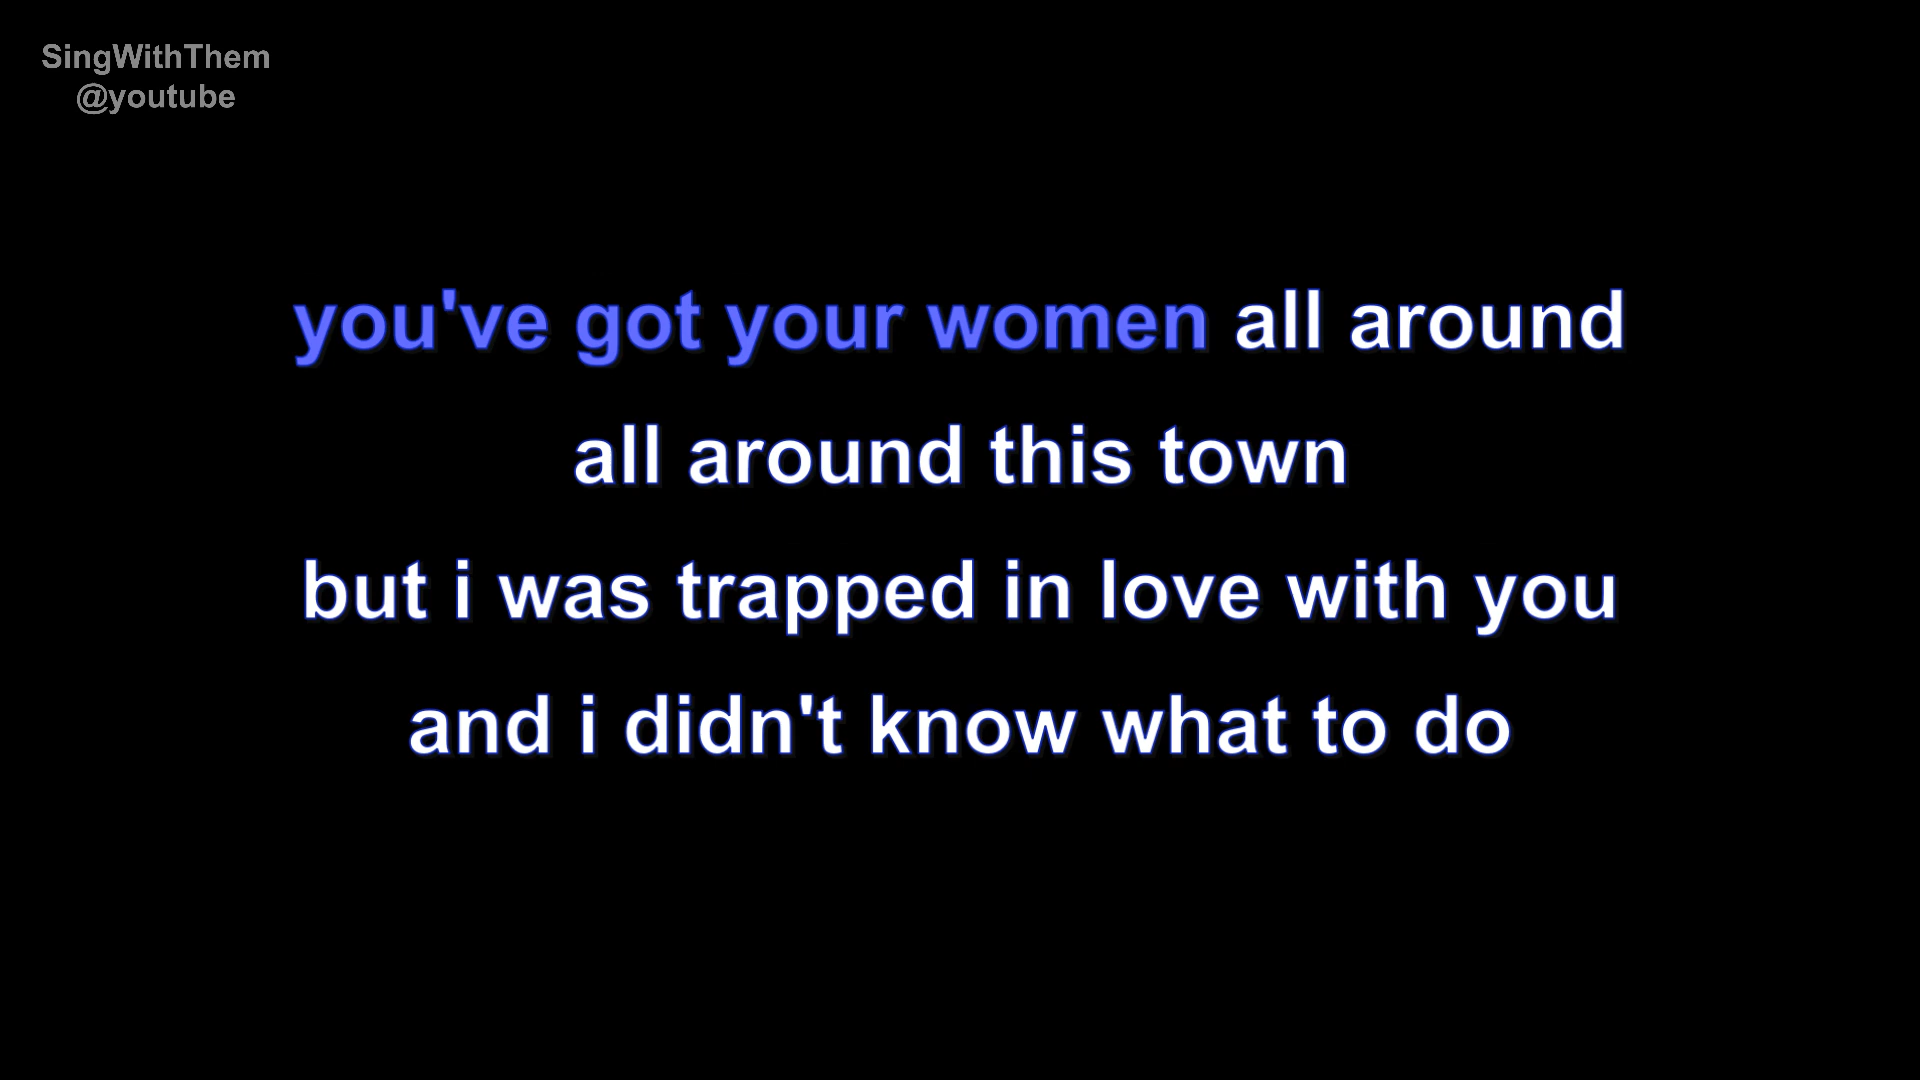 SingWithThem
@youtube
you've got your women all around
all around this town
but i was trapped in love with you
and i didn't know what to do